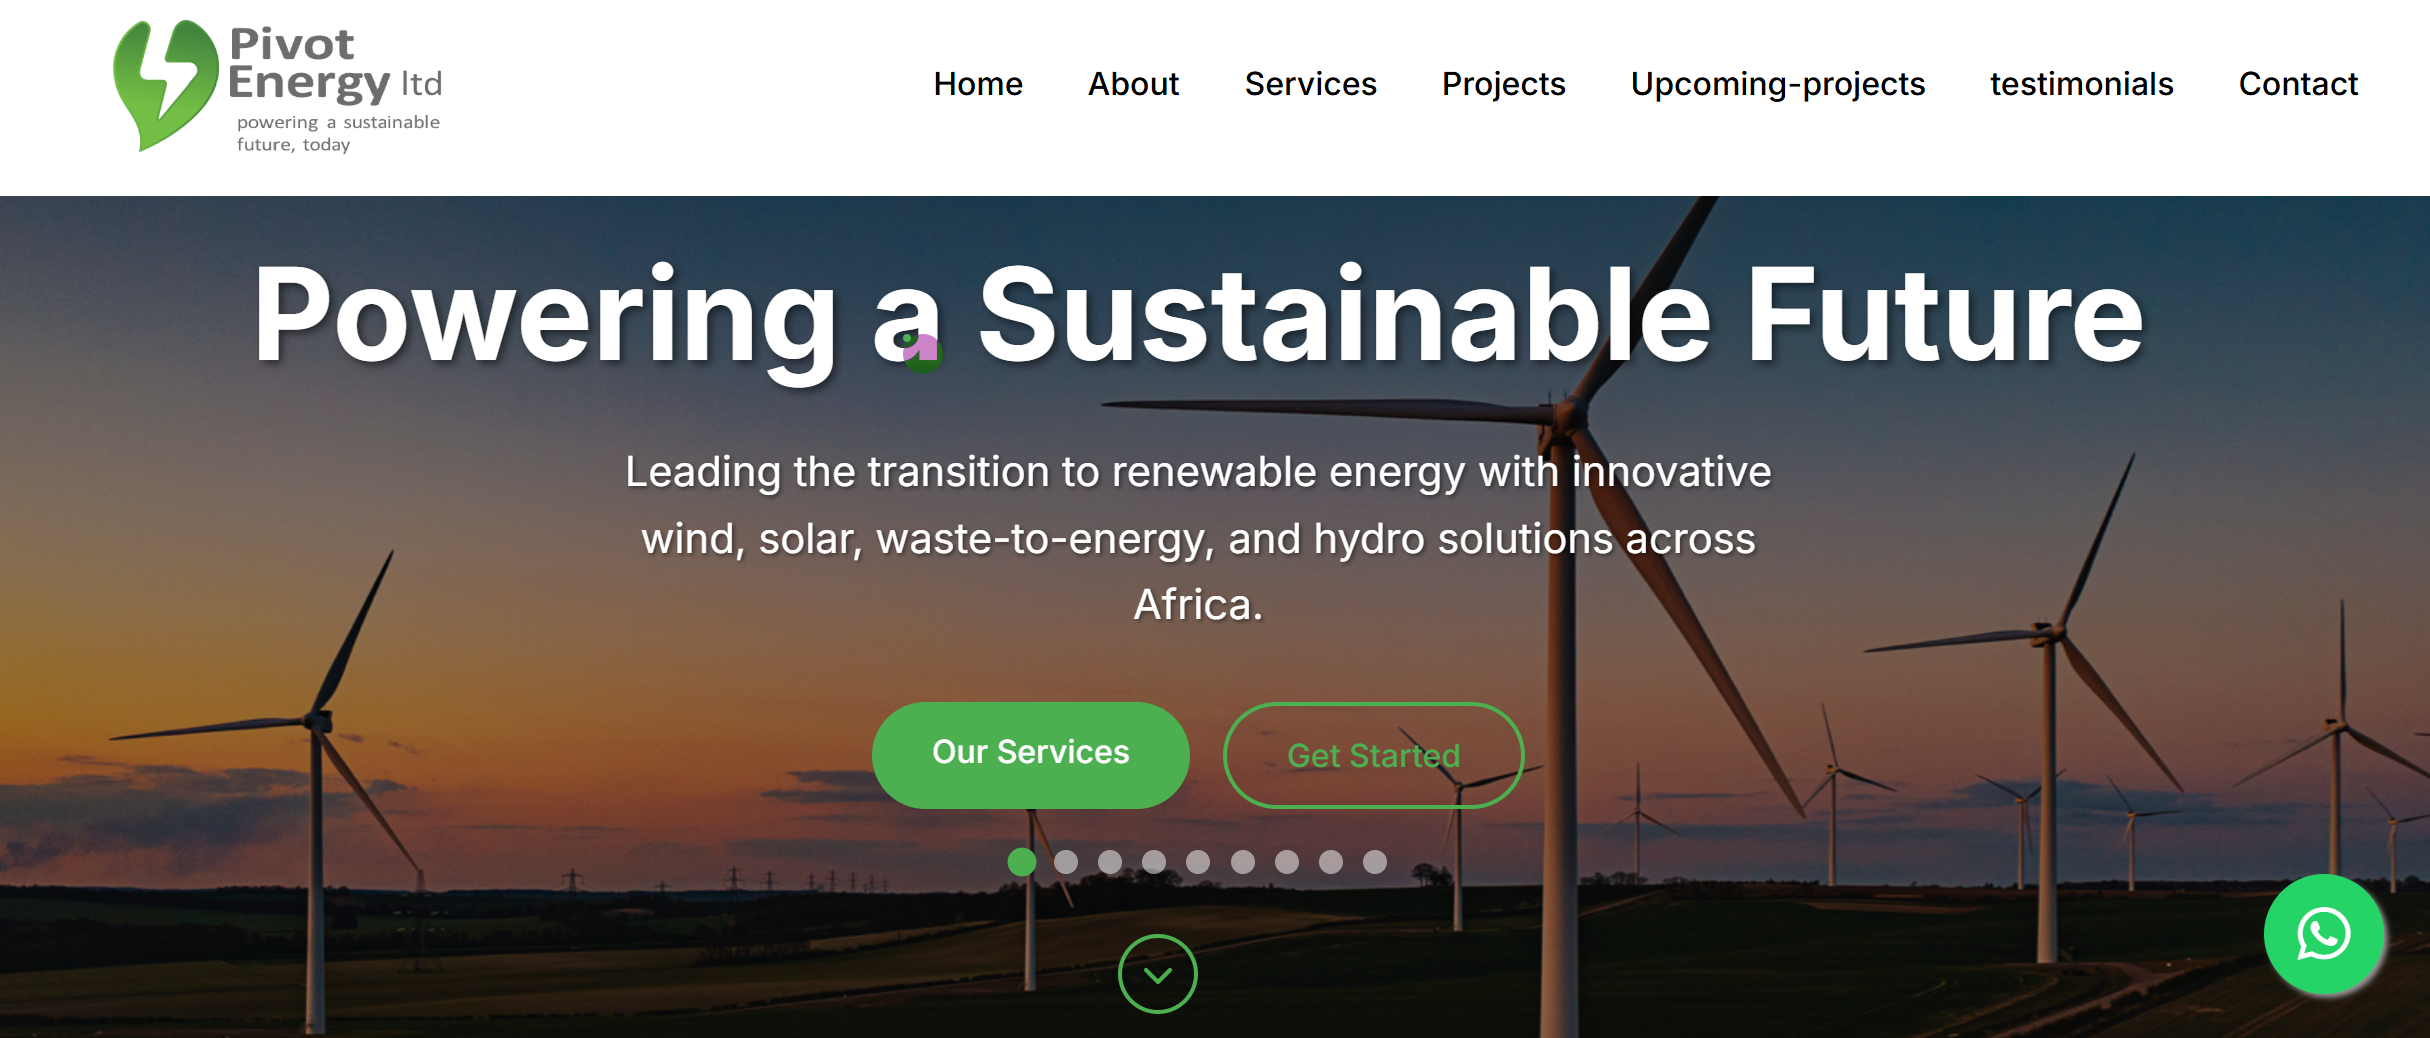 Pivot
Energy ltd
powering a sustainable
future, today
Home About Services Projects Upcoming-projects testimonials Contact
Powering a Sustainable Future
Leading the transition to renewable energy with innovative
wind, solar, waste-to-energy, and hydro solutions across
Africa.
Our Services Get Started